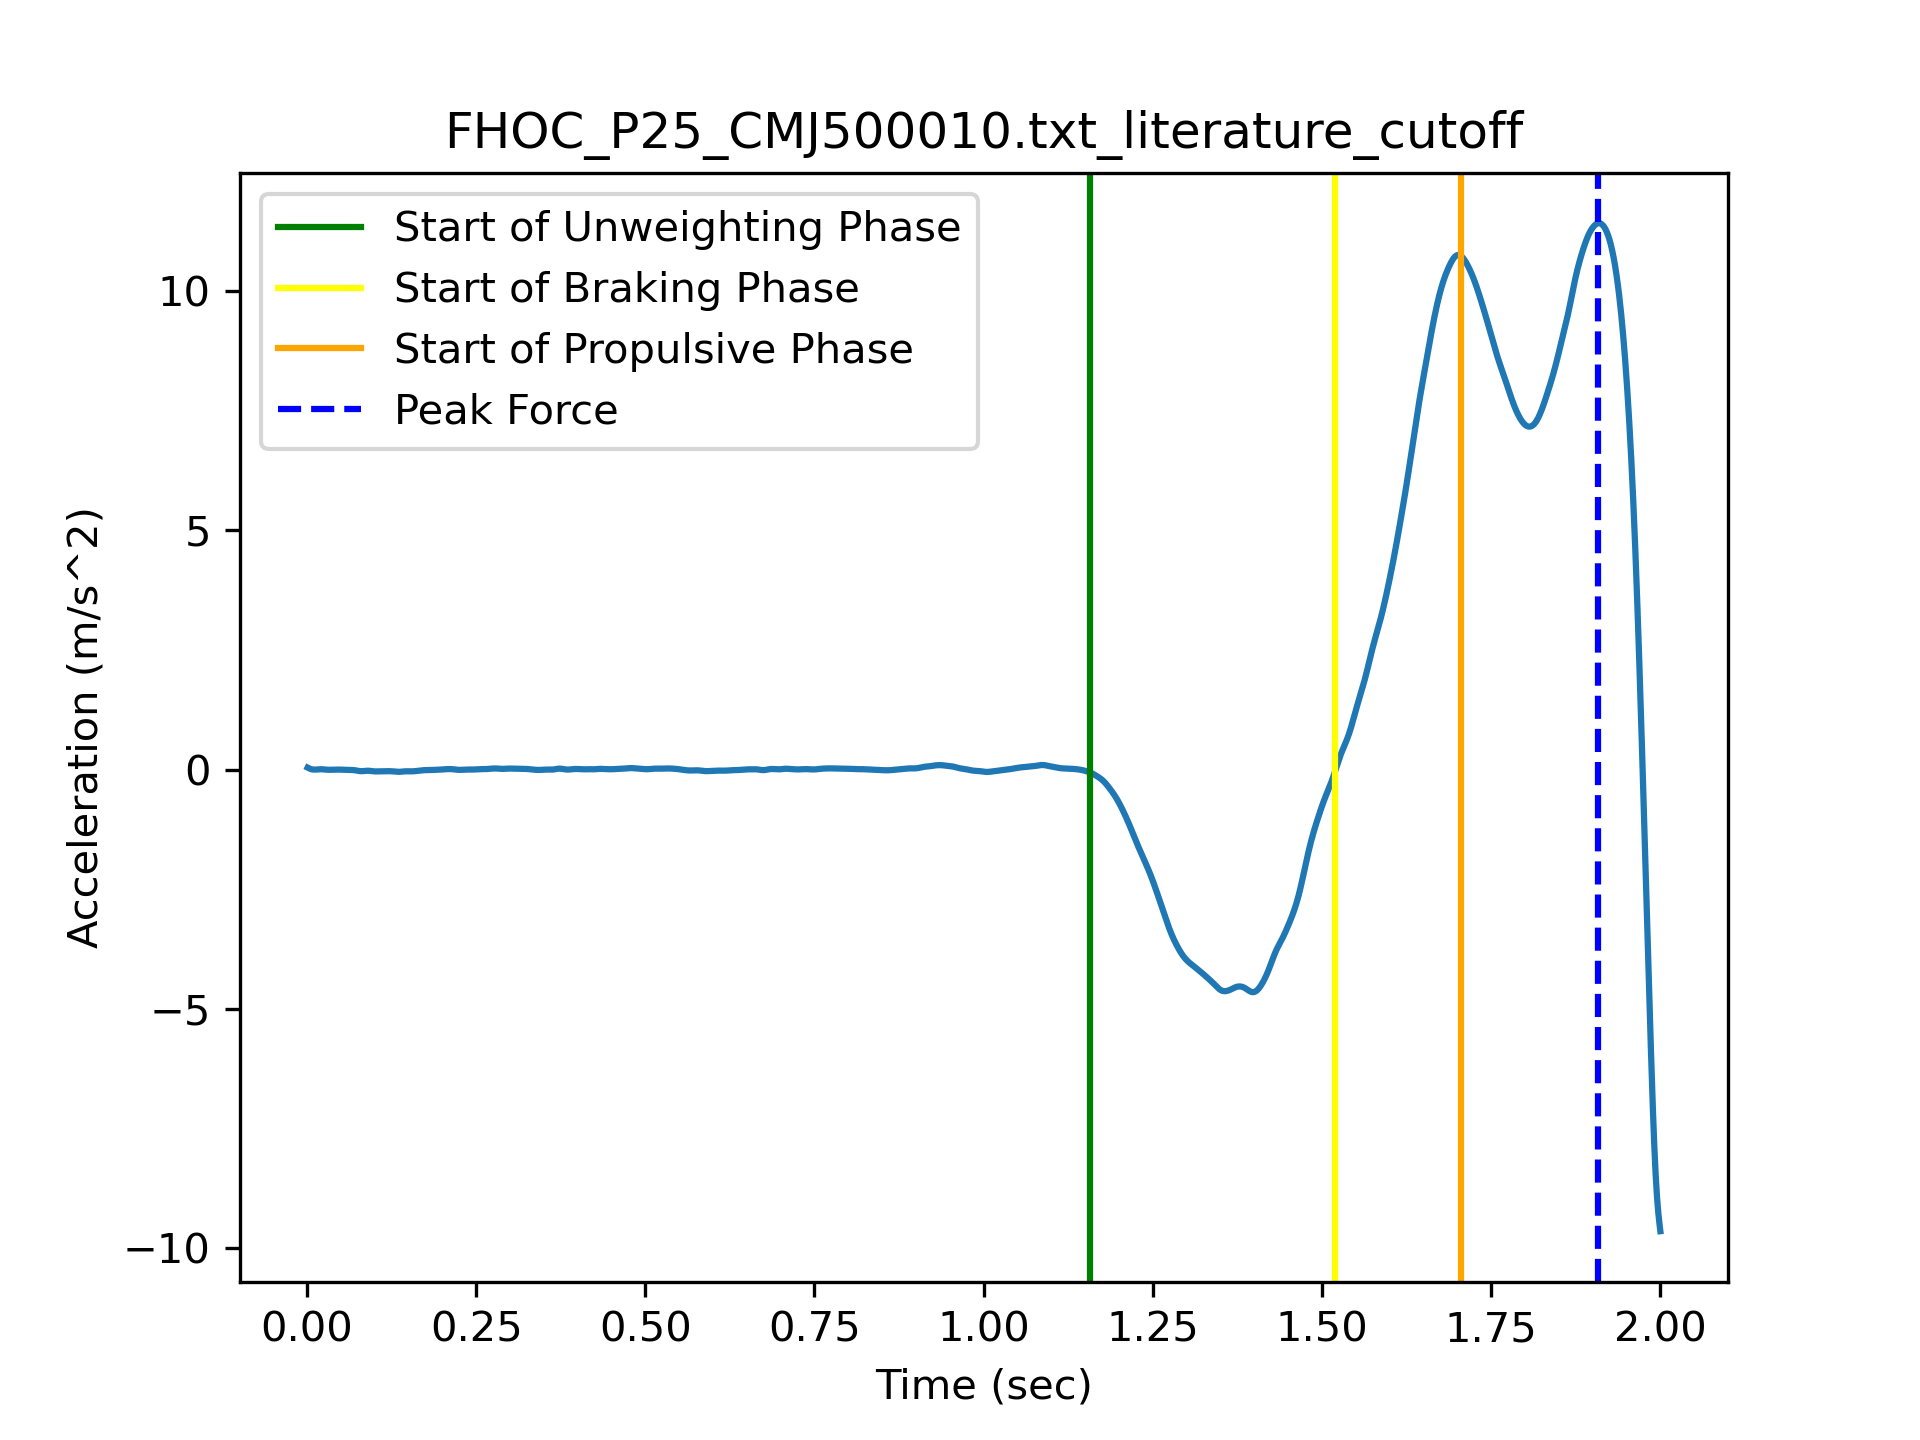 FHOC_P25_CMJ500010.txt_literature_cutoff
Start of Unweighting Phase
Start of Braking Phase
Start of Propulsive Phase
Peak Force
10
5
0
−5
−10
Acceleration (m/s^2)
0.00 0.25 0.50 0.75 1.00 1.25 1.50 1.75 2.00
Time (sec)